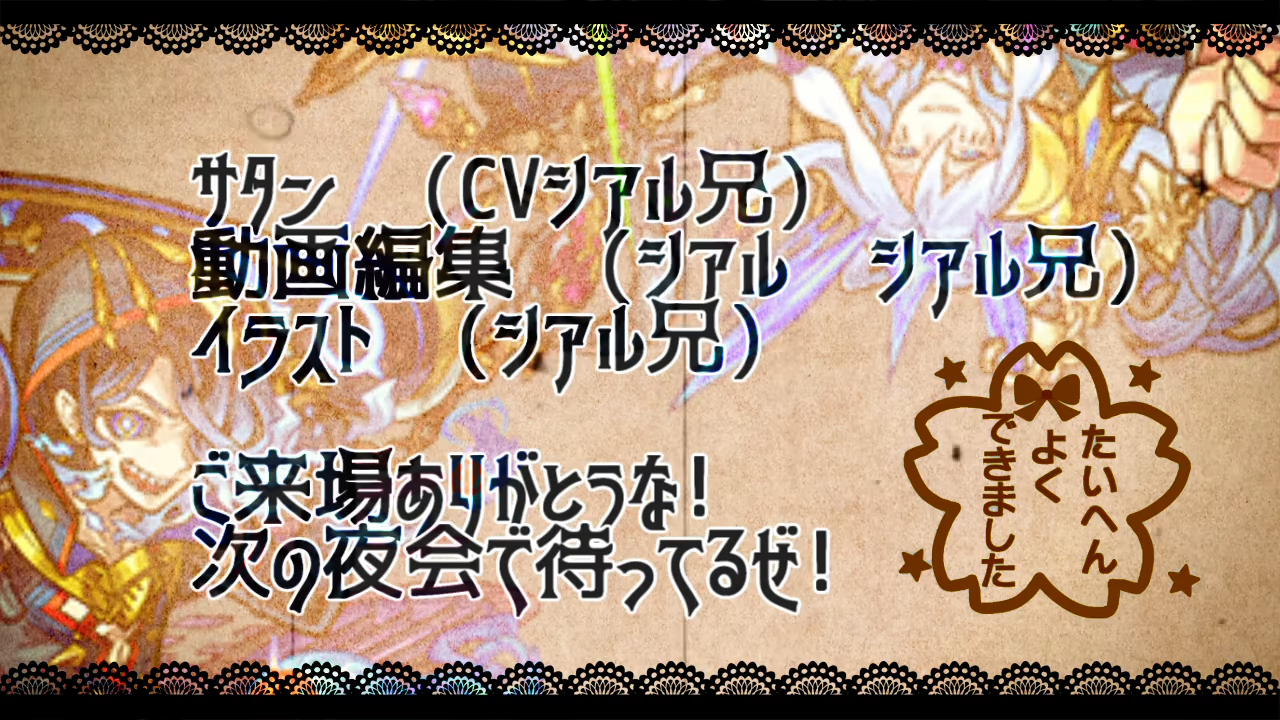 サタン　（CVシアル兄）
動画編集　（シアル　シアル兄）
イラスト　（シアル兄）
ご来場ありがとうな！
次の夜会で待ってるぜ！
たいへん
よく
できました